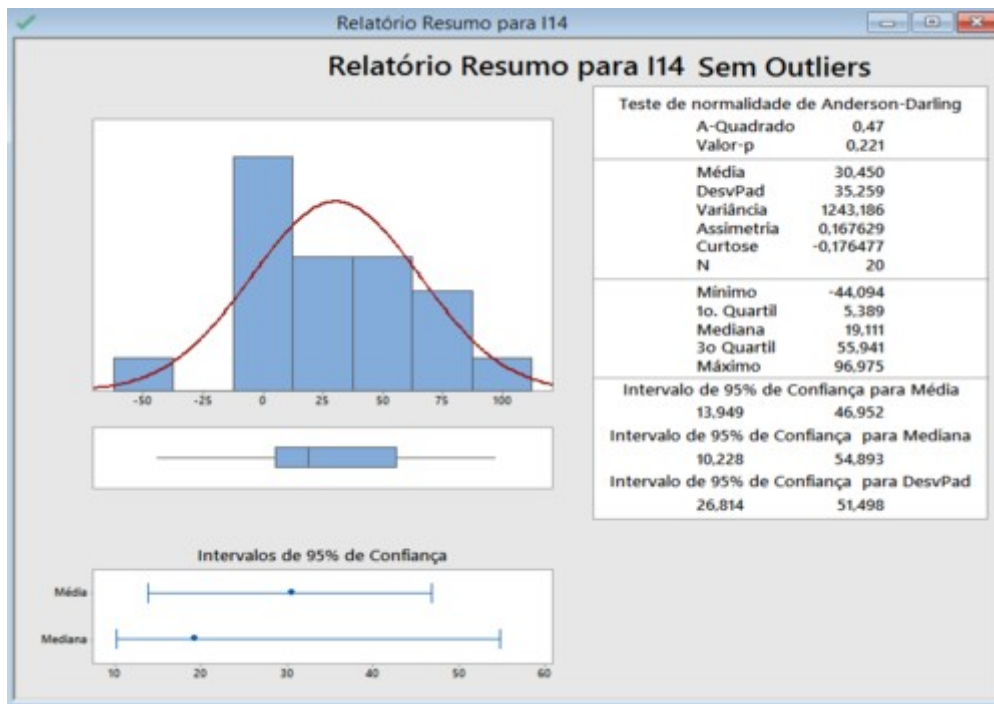 Relatório Resumo para I14
Relatório Resumo para I14 Sem Outliers
-50 -25 0 25 50 75 100
Intervalos de 95% de Confiança
Média
Mediana
10 20 30 40 50 60
Teste de normalidade de Anderson-Darling
A-Quadrado 0,47
Valor-p 0,221
Média 30,450
DesvPad 35,259
Variância 1243,186
Assimetria 0,167629
Curtose -0,176477
N 20
Mínimo -44,094
1o. Quartil 5,389
Mediana 19,111
3o Quartil 55,941
Máximo 96,975
Intervalo de 95% de Confiança para Média
13,949 46,952
Intervalo de 95% de Confiança para Mediana
10,228 54,893
Intervalo de 95% de Confiança para DesvPad
26,814 51,498